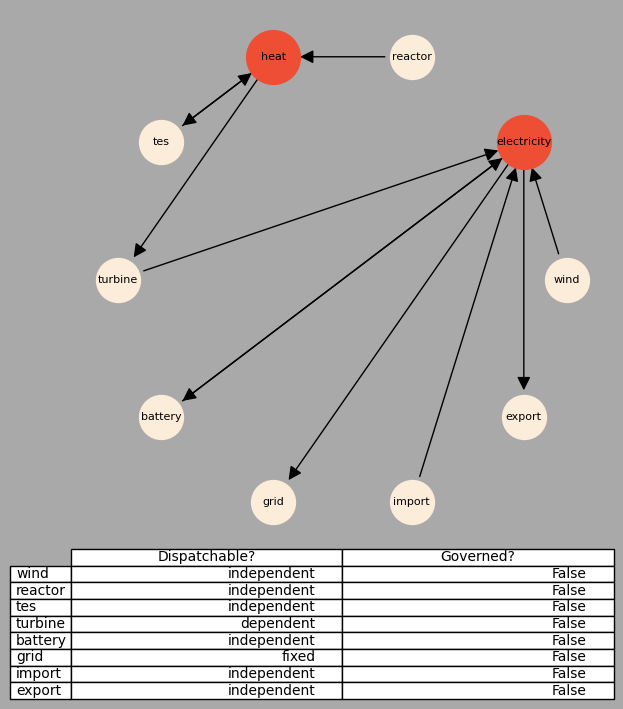 heat
reactor
tes
electricity
turbine
wind
battery
export
grid
import
Dispatchable? Governed?
wind independent False
reactor independent False
tes independent False
turbine dependent False
battery independent False
grid fixed False
import independent False
export independent False